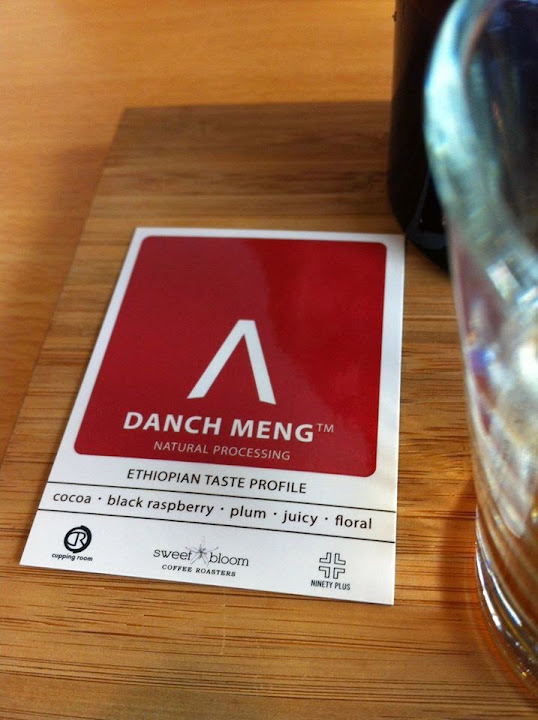 Λ
DANCH MENG™
NATURAL PROCESSING
ETHIOPIAN TASTE PROFILE
cocoa · black raspberry · plum · juicy · floral
cupping room
sweet bloom
COFFEE ROASTERS
NINETY PLUS